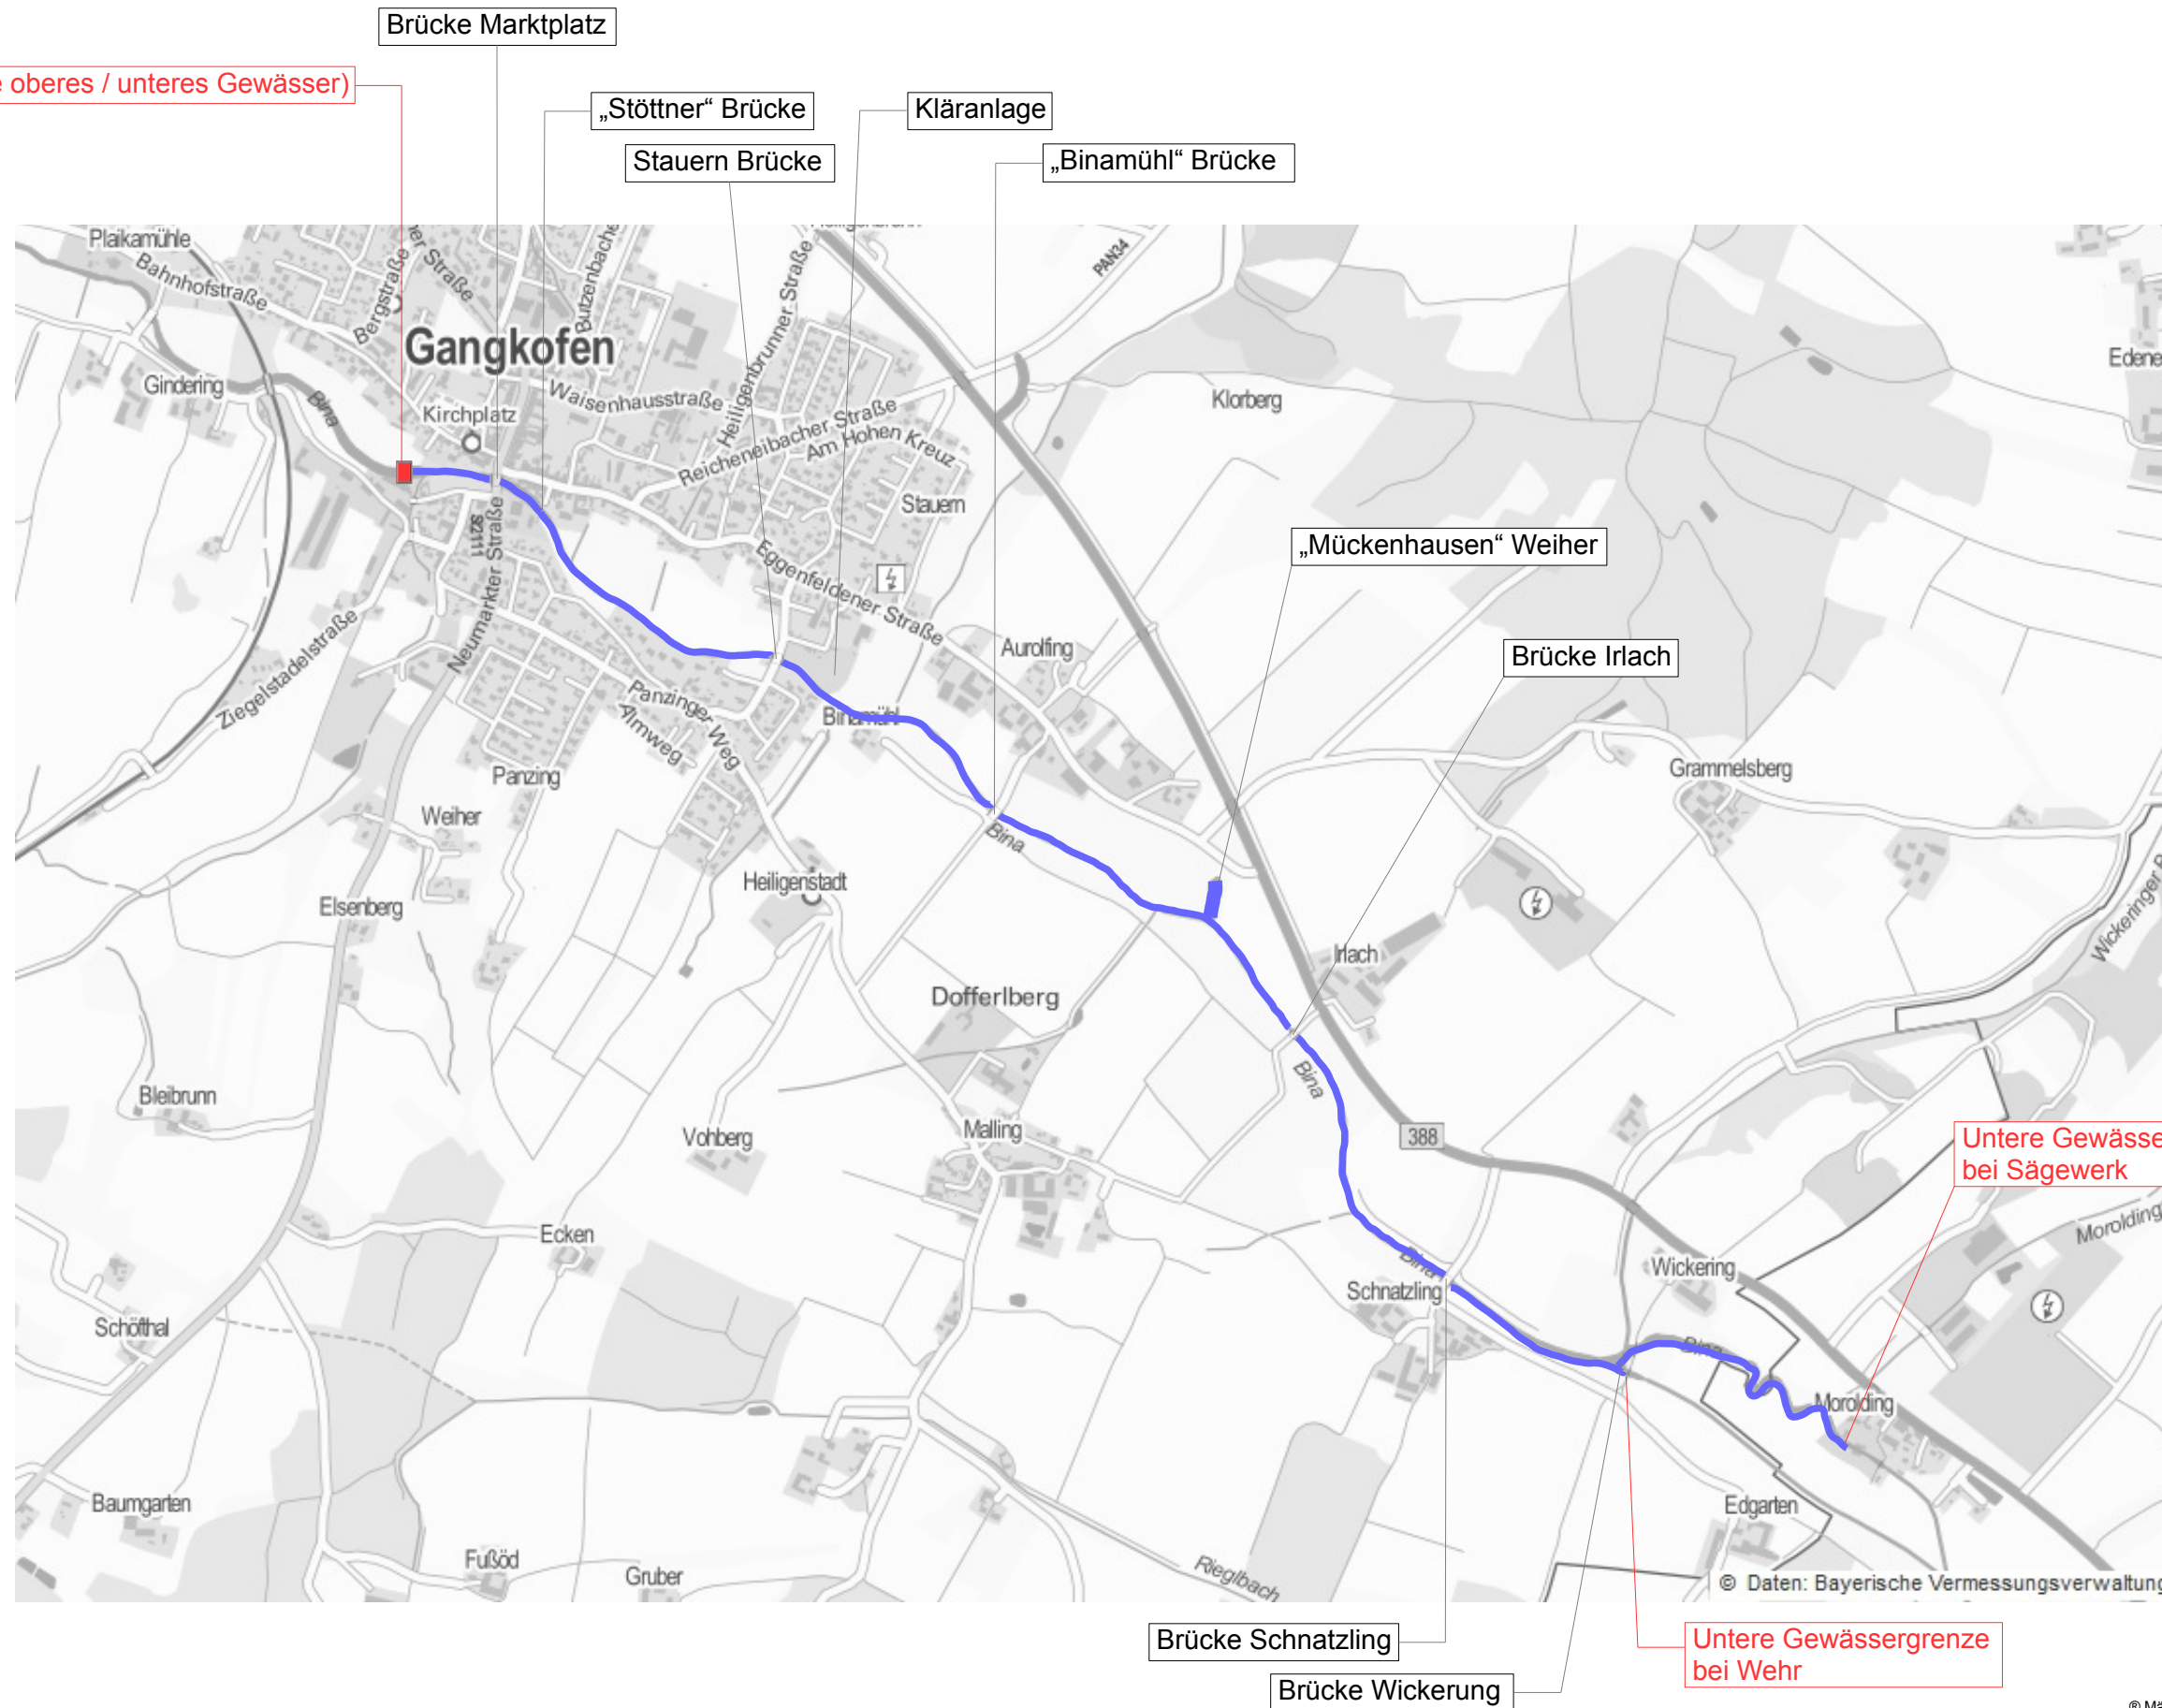 Brücke Marktplatz
oberes / unteres Gewässer)
„Stöttner“ Brücke
Kläranlage
Stauern Brücke
„Binamühl“ Brücke
Plaikamühle
Bahnhofstraße
Bergstraße
Straße
Heiligenbrunner Straße
PAN34
Gangkofen
Gindering
Bina
Kirchplatz
Waisenhausstraße
Reicheneibacher Straße
Am Hohen Kreuz
Klorberg
Stauern
S2111
Neumarkter Straße
Eggenfeldener Straße
„Mückenhausen“ Weiher
Aurolfing
Brücke Irlach
Ziegelstadelstraße
Panzinger Weg
Almweg
Binamühl
Panzing
Grammelsberg
Weiher
Bina
Heiligenstadt
Elsenberg
Irlach
Dofferlberg
Bina
Bleibrunn
Vohberg
Malling
388
Untere
bei Sägewerk
Ecken
Bina
Wickering
Schnatzling
Schöfthal
Bina
Morolding
Baumgarten
Edgarten
Fußöd
Gruber
Rieglbach
© Daten: Bayerische Vermessungsverwaltung
Brücke Schnatzling
Untere Gewässergrenze
bei Wehr
Brücke Wickerung